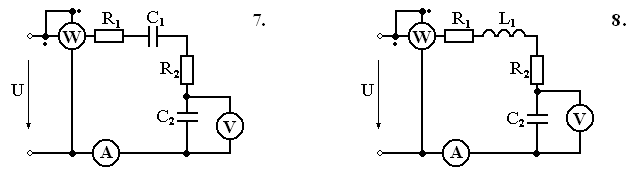 R₁ C₁ 7.
W
R₂
U
C₂ V
A
R₁ L₁ 8.
W
R₂
U
C₂ V
A